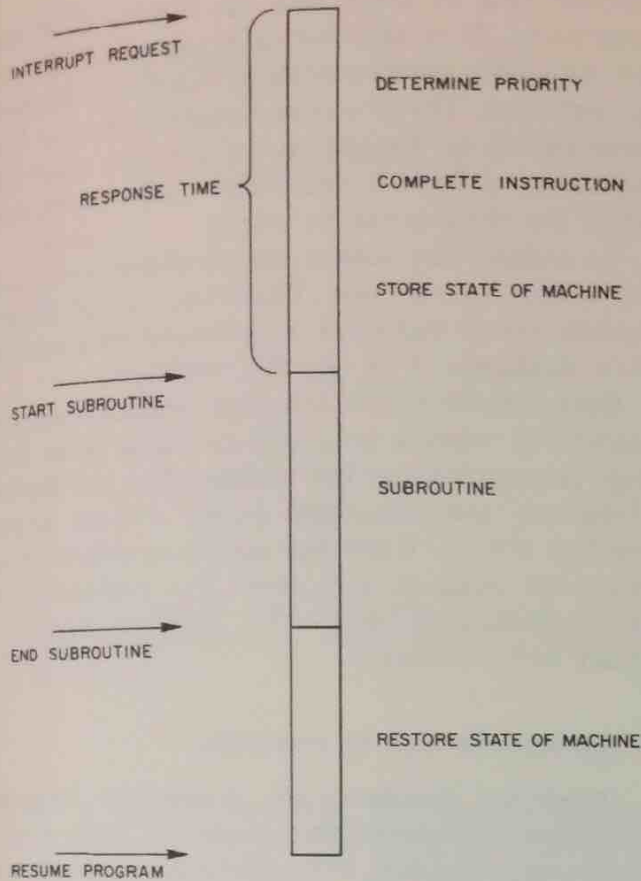 INTERRUPT REQUEST
DETERMINE PRIORITY
COMPLETE INSTRUCTION
RESPONSE TIME
STORE STATE OF MACHINE
START SUBROUTINE
SUBROUTINE
END SUBROUTINE
RESTORE STATE OF MACHINE
RESUME PROGRAM